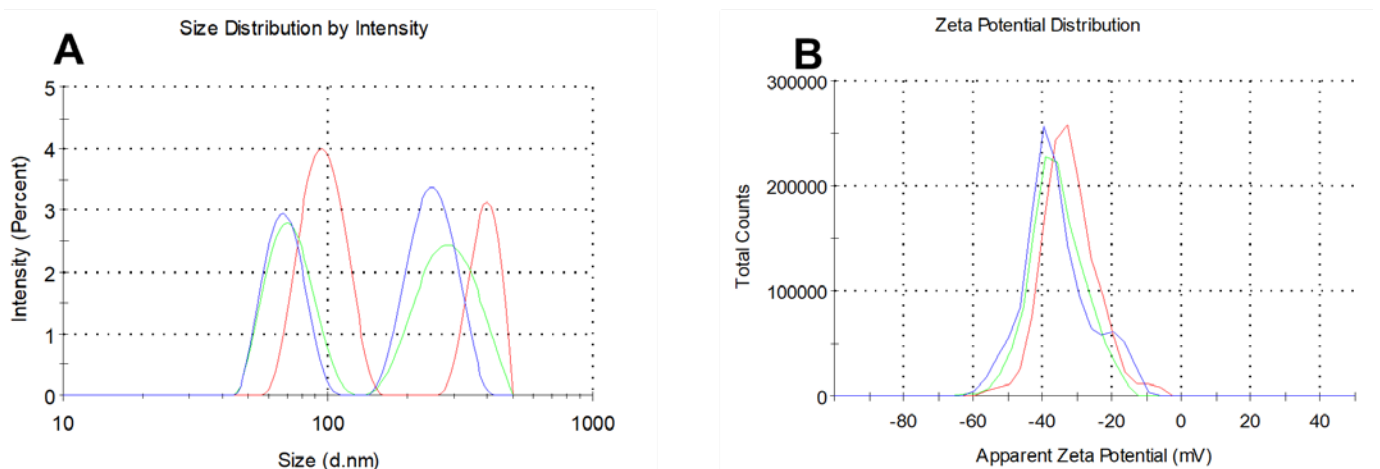 A
Size Distribution by Intensity
5
4
3
2
1
0
Intensity (Percent)
10 100 1000
Size (d.nm)
B
Zeta Potential Distribution
300000
200000
100000
0
Total Counts
-80 -60 -40 -20 0 20 40
Apparent Zeta Potential (mV)